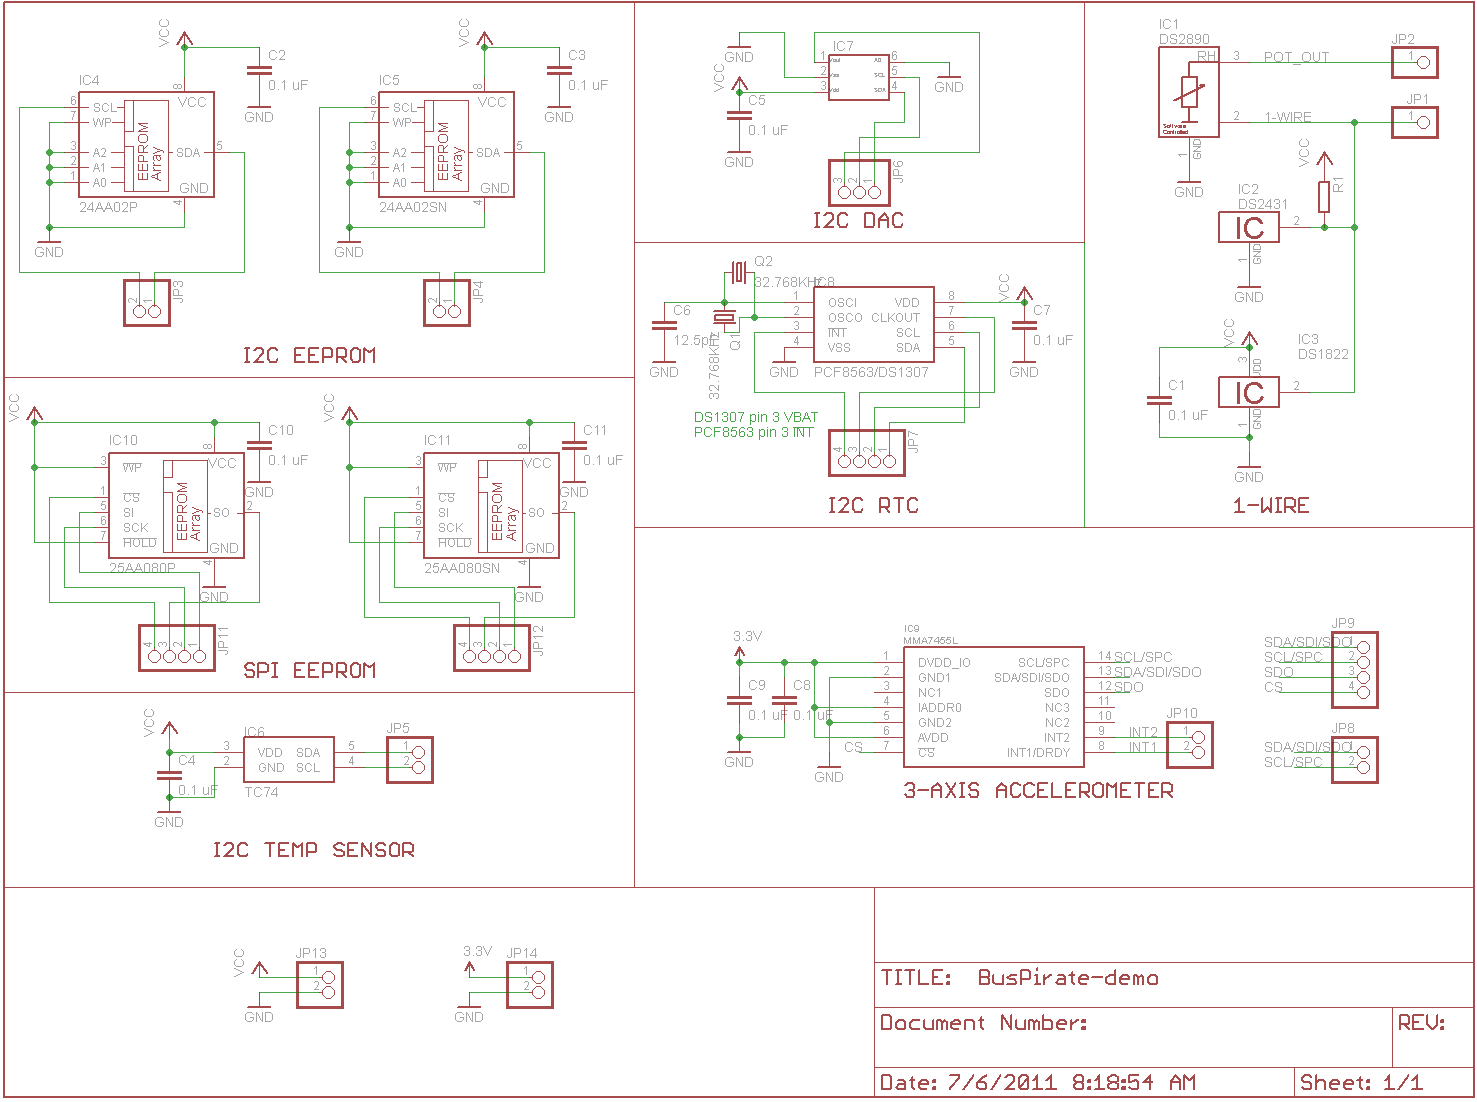 VCC
C2
0.1 uF
GND
IC4
8
VCC
6 SCL
7 WP
3 A2
2 A1
1 A0
EEPROM
Array
SDA 5
GND
4
24AA02P
GND
2 1
JP3
VCC
C3
0.1 uF
GND
IC5
8
VCC
6 SCL
7 WP
3 A2
2 A1
1 A0
EEPROM
Array
SDA 5
GND
4
24AA02SN
GND
2 1
JP4
I2C EEPROM
GND
VCC
C5
0.1 uF
GND
IC7
1 Vout
2 Vss
3 Vdd
A0 6
SCL 5
SDA 4
GND
3 2 1
JP6
I2C DAC
IC1
DS2890
RH
3
POT_OUT
JP2
1
2
1-WIRE
JP1
1
Software
Controlled
1
GND
GND
VCC
R1
IC2
DS2431
IC
2
1
GND
GND
VCC
3
VDD
IC3
DS1822
IC
2
C1
0.1 uF
1
GND
GND
1-WIRE
Q2
32.768KHZ
IC8
C6
12.5pF
GND
Q1
32.768KHZ
1 OSCI
2 OSCO
3 INT
4 VSS
VDD 8
CLKOUT 7
SCL 6
SDA 5
GND
PCF8563/DS1307
VCC
C7
0.1 uF
GND
DS1307 pin 3 VBAT
PCF8563 pin 3 INT
4 3 2 1
JP7
I2C RTC
VCC
C10
0.1 uF
GND
IC10
8
VCC
3 WP
1 CS
5 SI
6 SCK
7 HOLD
EEPROM
Array
SO 2
GND
4
25AA080P
GND
4 3 2 1
JP11
VCC
C11
0.1 uF
GND
IC11
8
VCC
3 WP
1 CS
5 SI
6 SCK
7 HOLD
EEPROM
Array
SO 2
GND
4
25AA080SN
GND
4 3 2 1
JP12
SPI EEPROM
VCC
C4
0.1 uF
GND
IC6
3 VDD
2 GND
SDA 5
SCL 4
TC74
JP5
1
2
I2C TEMP SENSOR
3.3V
C9
0.1 uF
C8
0.1uF
GND
GND
IC9
MMA7455L
1 DVDD_IO
2 GND1
3 NC1
4 IADDR0
5 GND2
6 AVDD
CS 7 CS
SCL/SPC 14 SCL/SPC
SDA/SDI/SDO 13 SDA/SDI/SDO
SDO 12 SDO
NC3 11
NC2 10
INT2 9 INT2
INT1/DRDY 8 INT1
JP10
1
2
JP9
SDA/SDI/SDO 1
SCL/SPC 2
SDO 3
CS 4
JP8
SDA/SDI/SDO 1
SCL/SPC 2
3-AXIS ACCELEROMETER
VCC
JP13
1
2
GND
3.3V
JP14
1
2
GND
TITLE: BusPirate-demo
Document Number:
REV:
Date: 7/6/2011 8:18:54 AM
Sheet: 1/1